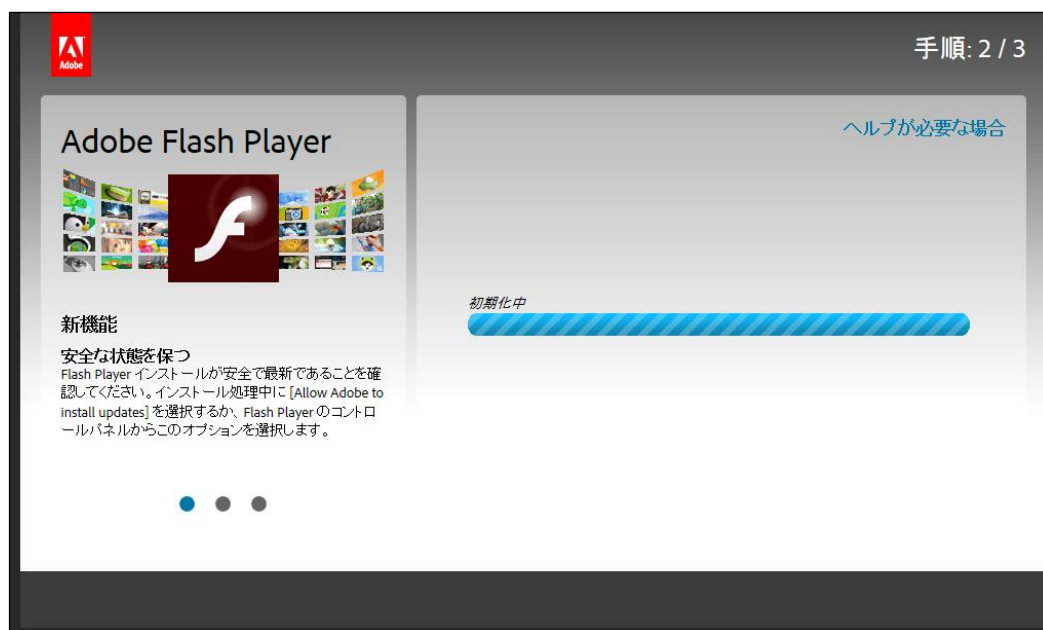 Adobe
手順: 2 / 3
Adobe Flash Player
新機能
安全な状態を保つ
Flash Player インストールが安全で最新であることを確
認してください。インストール処理中に [Allow Adobe to
install updates] を選択するか、Flash Player のコントロ
ールパネルからこのオプションを選択します。
ヘルプが必要な場合
初期化中